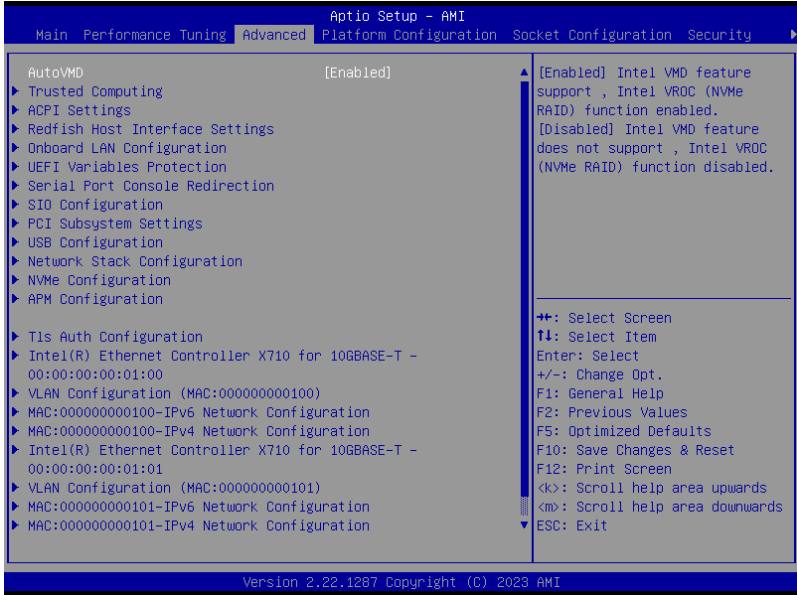 Aptio Setup – AMI
Main Performance Tuning Advanced Platform Configuration Socket Configuration Security
AutoVMD [Enabled]
Trusted Computing
ACPI Settings
Redfish Host Interface Settings
Onboard LAN Configuration
UEFI Variables Protection
Serial Port Console Redirection
SIO Configuration
PCI Subsystem Settings
USB Configuration
Network Stack Configuration
NVMe Configuration
APM Configuration
Tls Auth Configuration
Intel(R) Ethernet Controller X710 for 10GBASE-T –
00:00:00:00:01:00
VLAN Configuration (MAC:000000000100)
MAC:000000000100-IPv6 Network Configuration
MAC:000000000100-IPv4 Network Configuration
Intel(R) Ethernet Controller X710 for 10GBASE-T –
00:00:00:00:01:01
VLAN Configuration (MAC:000000000101)
MAC:000000000101-IPv6 Network Configuration
MAC:000000000101-IPv4 Network Configuration
[Enabled] Intel VMD feature
support , Intel VROC (NVMe
RAID) function enabled.
[Disabled] Intel VMD feature
does not support , Intel VROC
(NVMe RAID) function disabled.
→←: Select Screen
↑↓: Select Item
Enter: Select
+/-: Change Opt.
F1: General Help
F2: Previous Values
F5: Optimized Defaults
F10: Save Changes & Reset
F12: Print Screen
<k>: Scroll help area upwards
<m>: Scroll help area downwards
ESC: Exit
Version 2.22.1287 Copyright (C) 2023 AMI